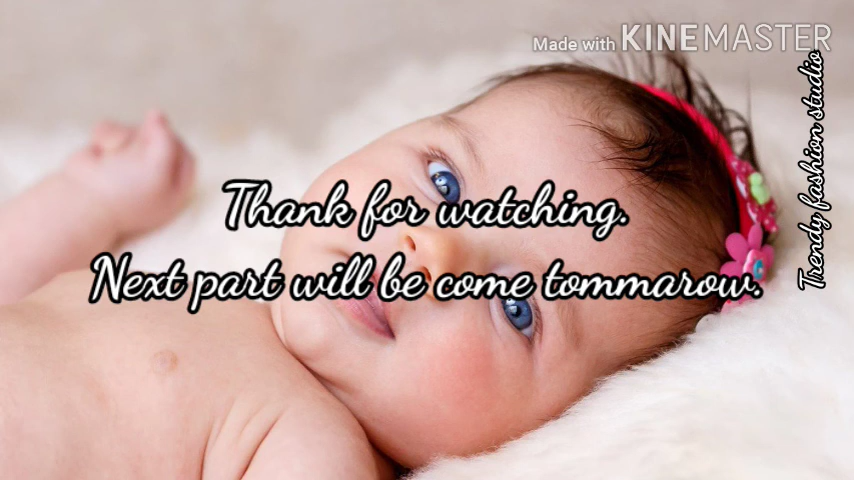 Made with KINEMASTER
Trendy fashion studio
Thank for watching.
Next part will be come tommarow.